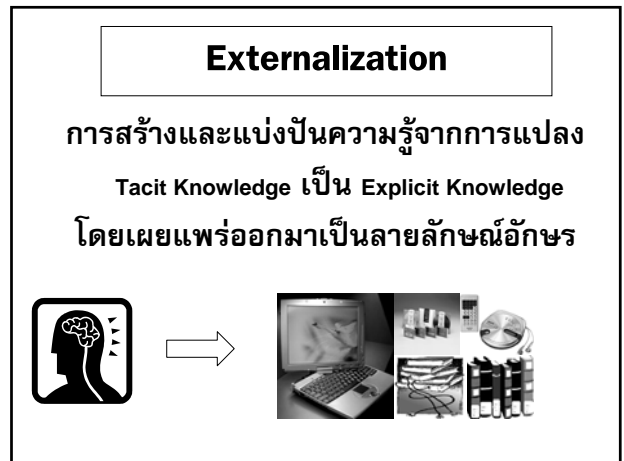 Externalization
การสร้างและแบ่งปันความรู้จากการแปลง
Tacit Knowledge เป็น Explicit Knowledge
โดยเผยแพร่ออกมาเป็นลายลักษณ์อักษร